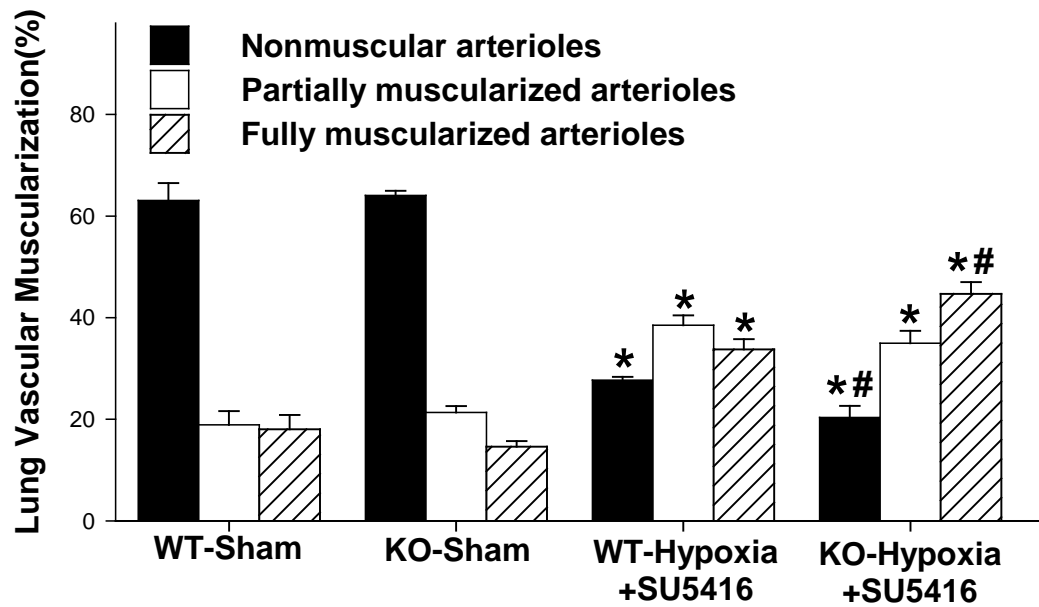 Lung Vascular Muscularization(%)
Nonmuscular arterioles
Partially muscularized arterioles
Fully muscularized arterioles
80
60
40
20
0
*
*
*
*#
*
*#
WT-Sham
KO-Sham
WT-Hypoxia
+SU5416
KO-Hypoxia
+SU5416